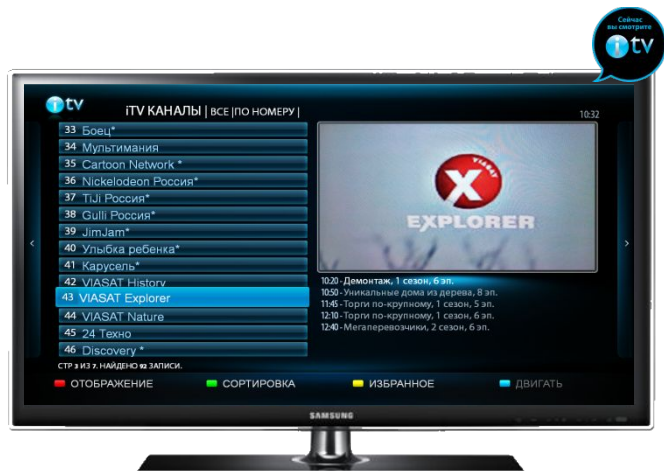 Сейчас
вы смотрите
itv
itv
iTV КАНАЛЫ | ВСЕ |ПО НОМЕРУ |
10:32
33 Боец*
34 Мультимания
35 Cartoon Network *
36 Nickelodeon Россия*
37 TiJi Россия*
38 Gulli Россия*
39 JimJam*
40 Улыбка ребенка*
41 Карусель*
42 VIASAT History
43 VIASAT Explorer
44 VIASAT Nature
45 24 Техно
46 Discovery *
VIASAT
X
EXPLORER
10:20 - Демонтаж, 1 сезон, 6 эп.
10:50 - Уникальные дома из дерева, 8 эп.
11:45 - Торги по-крупному, 1 сезон, 5 эп.
12:10 - Торги по-крупному, 1 сезон, 6 эп.
12:40 - Мегаперевозчики, 2 сезон, 6 эп.
СТР 3 ИЗ 7. НАЙДЕНО 92 ЗАПИСИ.
ОТОБРАЖЕНИЕ
СОРТИРОВКА
ИЗБРАННОЕ
ДВИГАТЬ
SAMSUNG